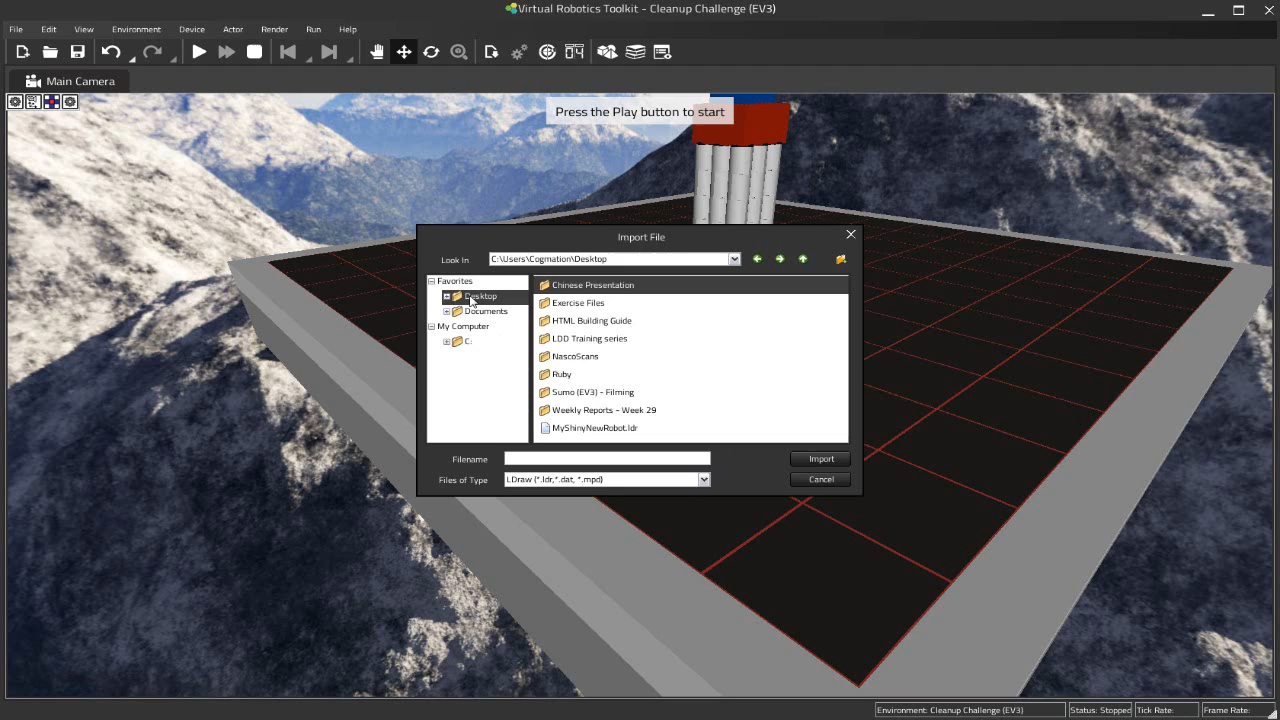 Virtual Robotics Toolkit - Cleanup Challenge (EV3)
File Edit View Environment Device Actor Render Run Help
Main Camera
Press the Play button to start
Import File
Look In C:\Users\Cogmation\Desktop
Favorites
Desktop
Documents
My Computer
C:
Chinese Presentation
Exercise Files
HTML Building Guide
LDD Training series
NascoScans
Ruby
Sumo (EV3) - Filming
Weekly Reports - Week 29
MyShinyNewRobot.ldr
Filename Import
Files of Type LDraw (*.ldr,*.dat, *.mpd) Cancel
Environment: Cleanup Challenge (EV3) Status: Stopped Tick Rate: Frame Rate: